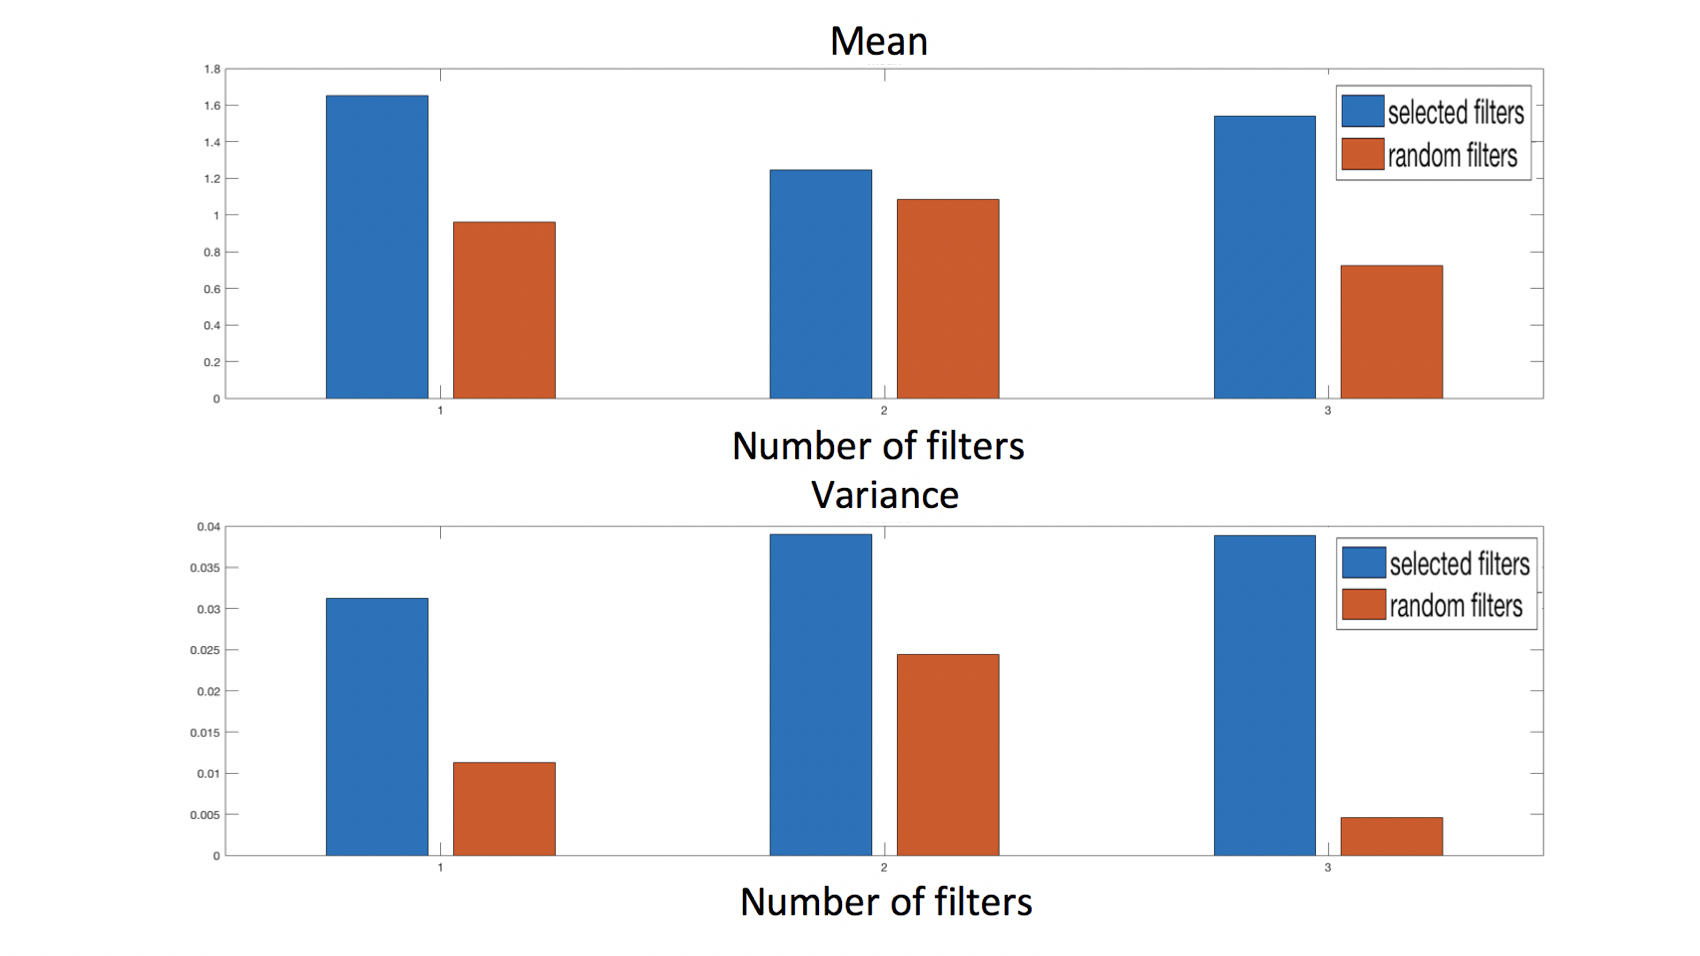 Mean
1.8
1.6
1.4
1.2
1
0.8
0.6
0.4
0.2
0
selected filters
random filters
1 2 3
Number of filters
Variance
0.04
0.035
0.03
0.025
0.02
0.015
0.01
0.005
0
selected filters
random filters
1 2 3
Number of filters